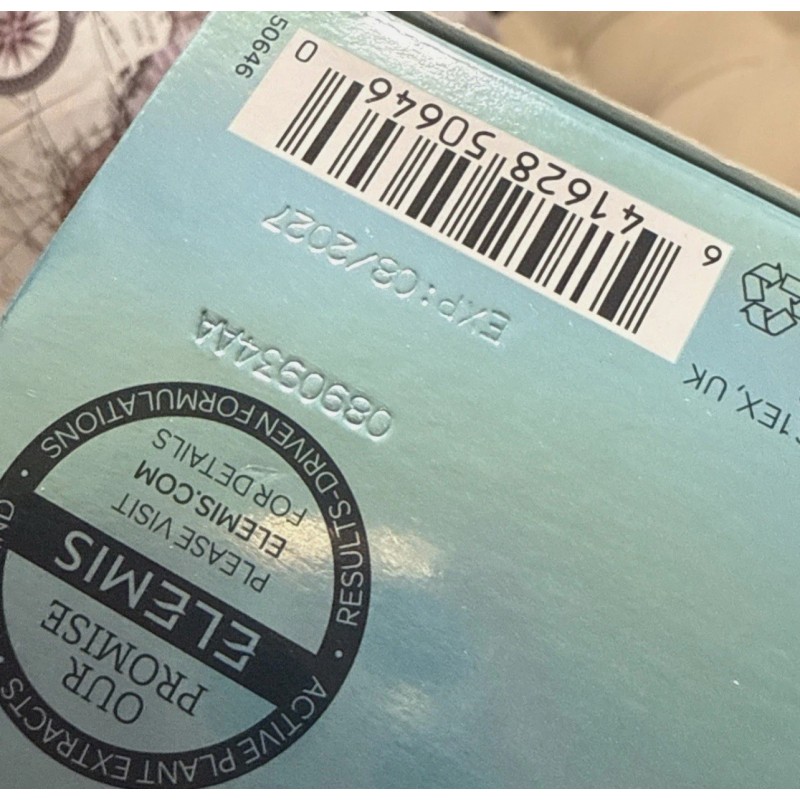 ACTIVE PLANT EXTRACTS
OUR
PROMISE
ELEMIS
PLEASE VISIT
ELEMIS.COM
FOR DETAILS
RESULTS-DRIVEN FORMULATIONS
0890934AA
EXP:08/2027
1EX, UK
6 41628 50646 0
50646